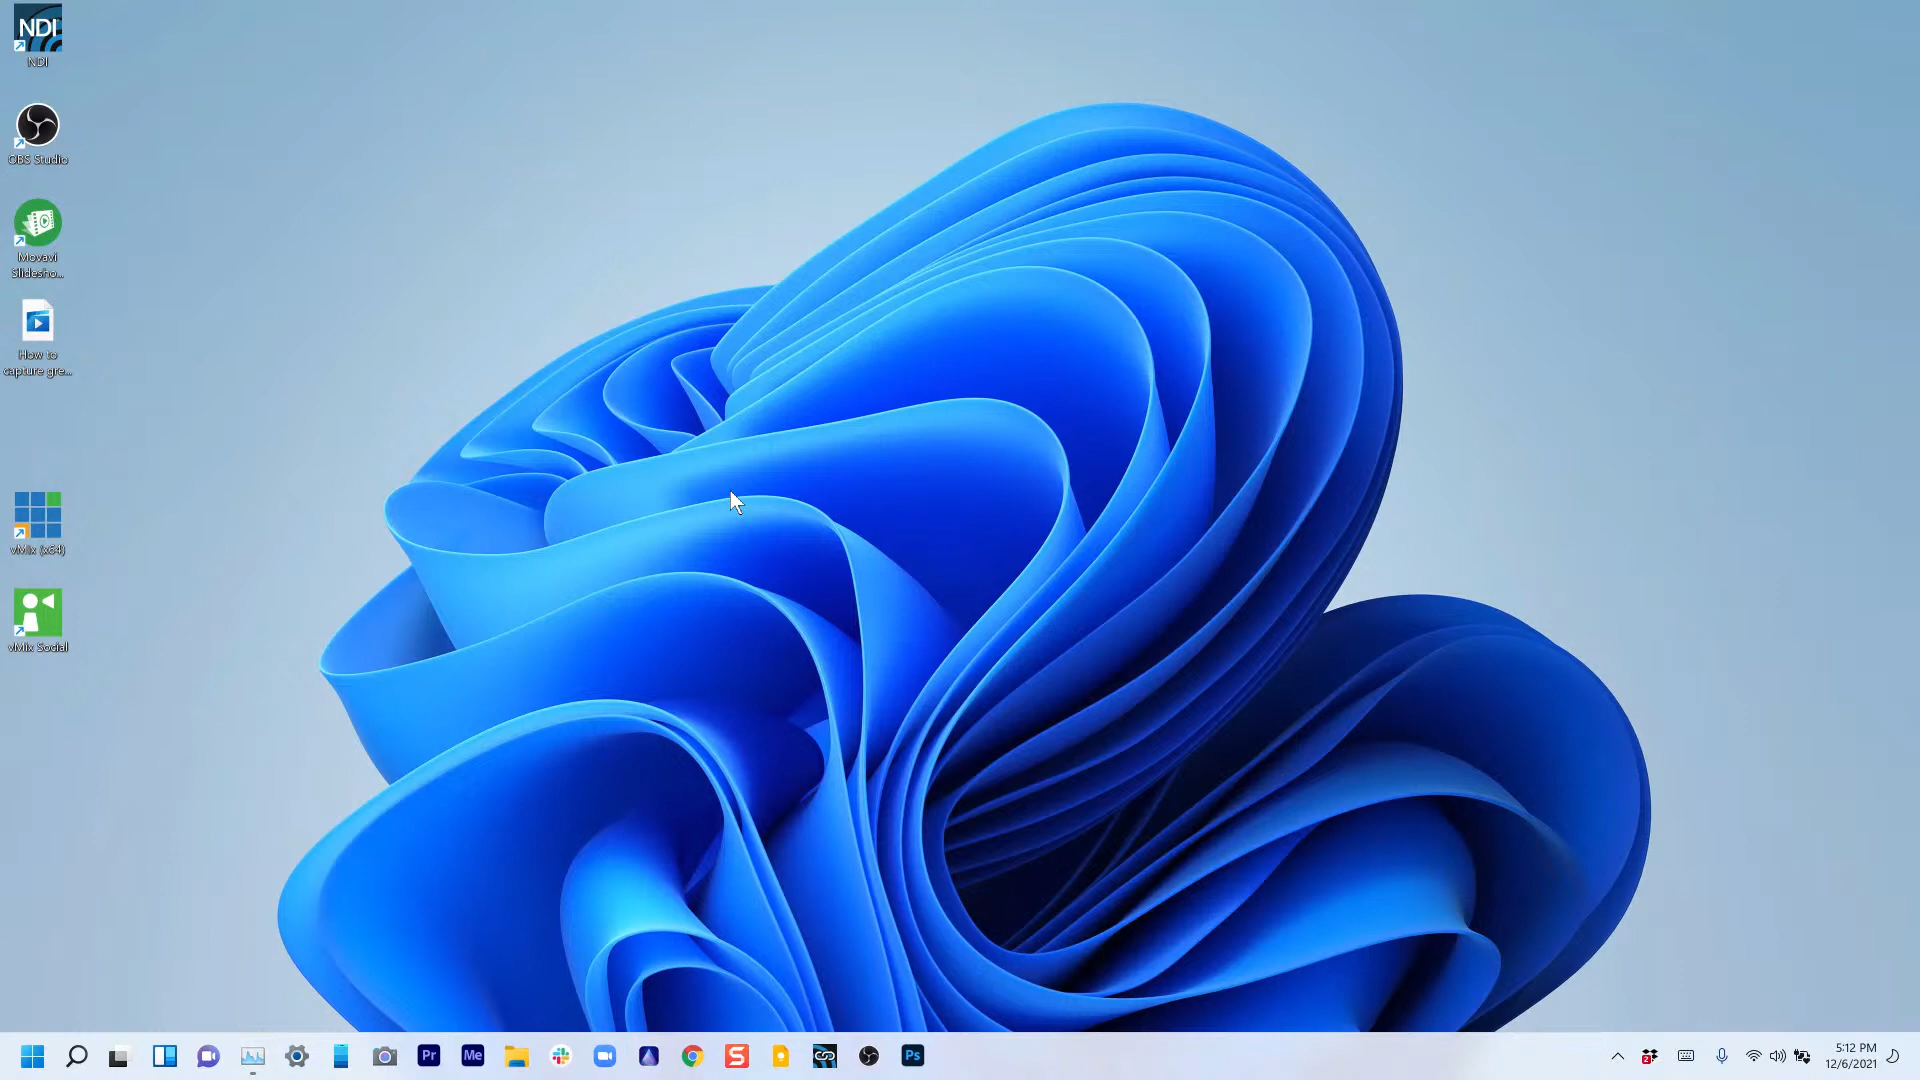 NDI
NDI
OBS Studio
Movavi
Slidesho...
How to
capture gre...
vMix (x64)
vMix Social
Pr
Me
S
Ps
2
5:12 PM
12/6/2021